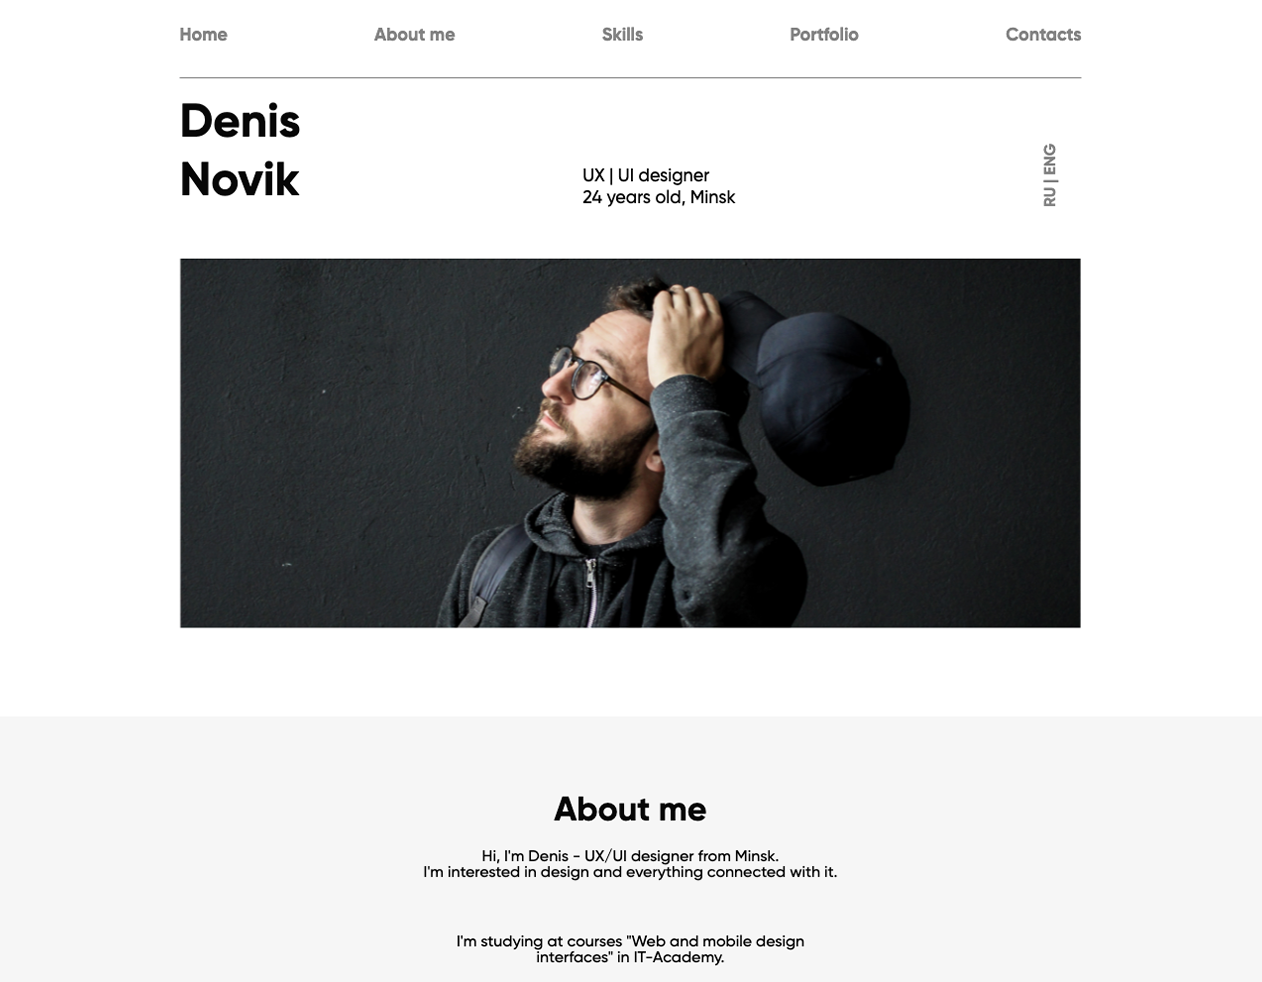 Home About me Skills Portfolio Contacts
Denis
Novik
UX | UI designer
24 years old, Minsk
RU | ENG
About me
Hi, I'm Denis - UX/UI designer from Minsk.
I'm interested in design and everything connected with it.
I'm studying at courses "Web and mobile design
interfaces" in IT-Academy.